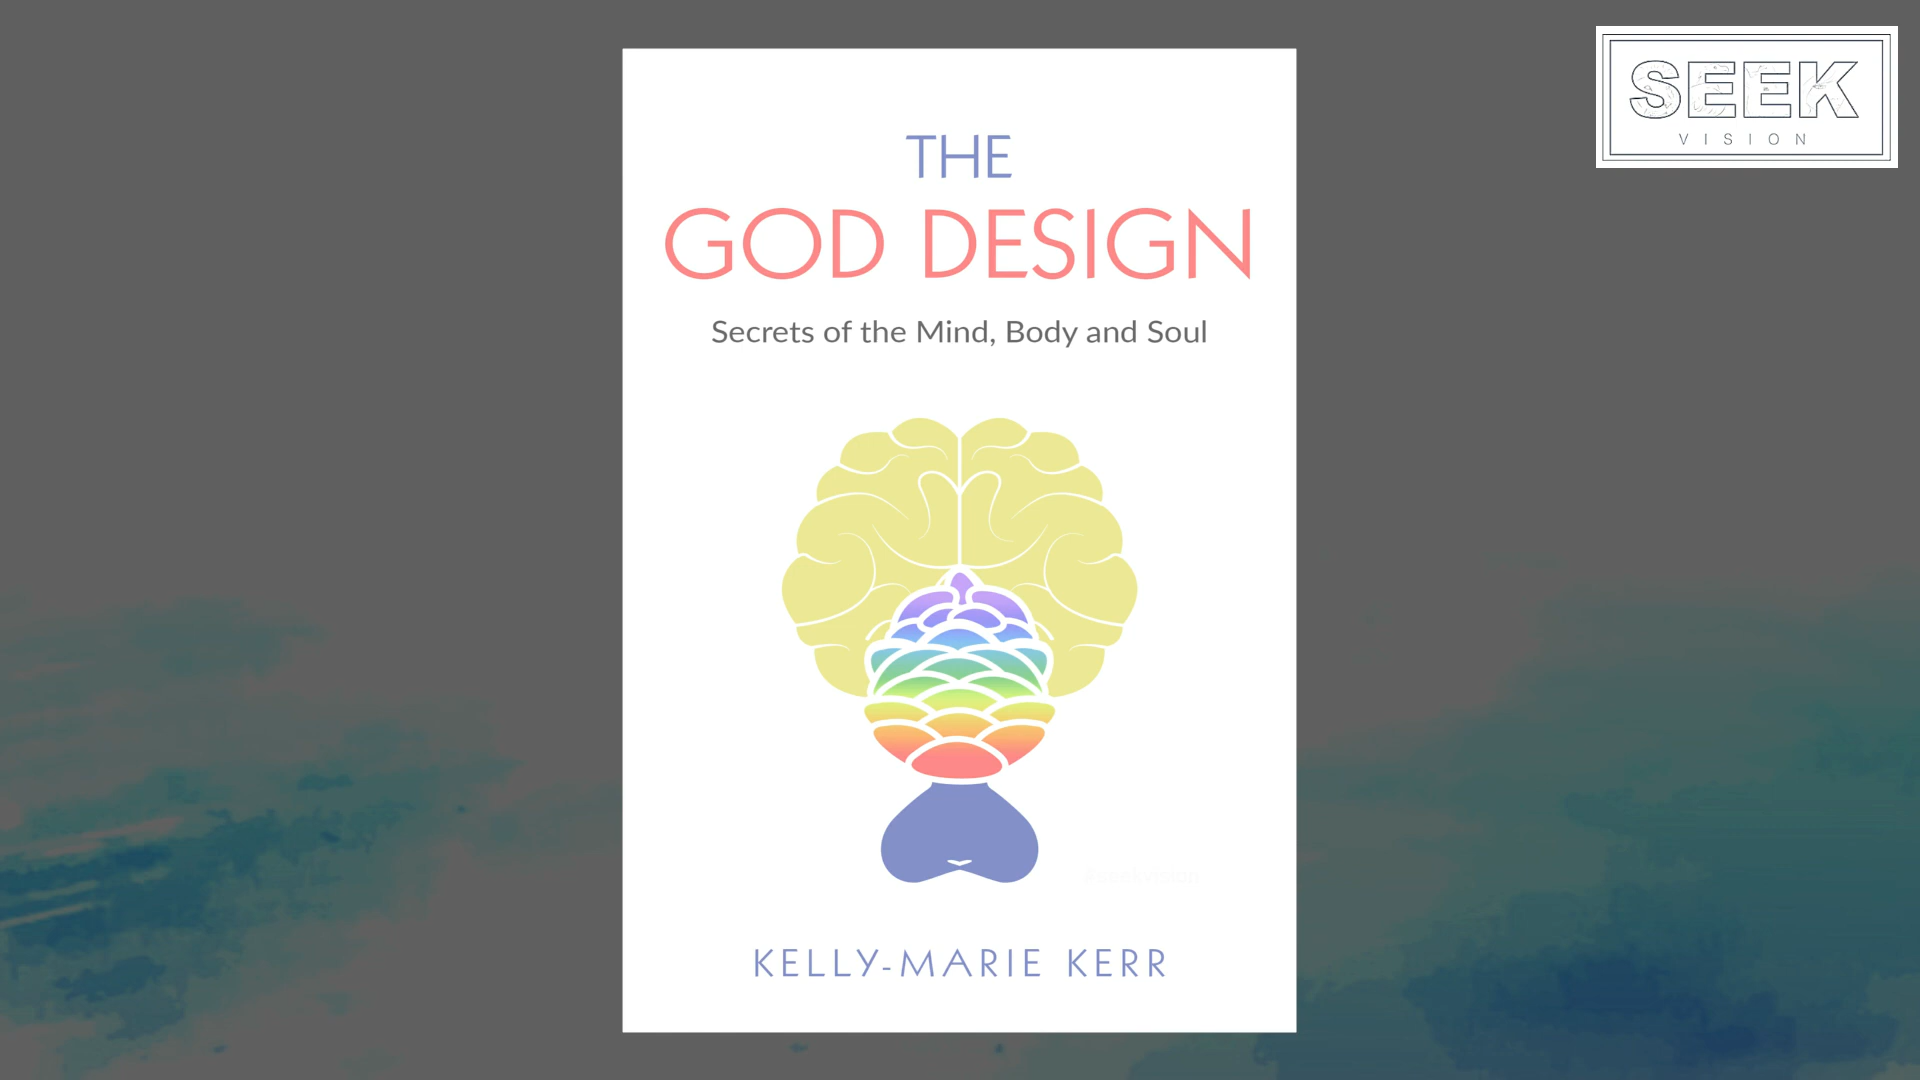 THE
GOD DESIGN
Secrets of the Mind, Body and Soul
KELLY-MARIE KERR
SEEK
VISION